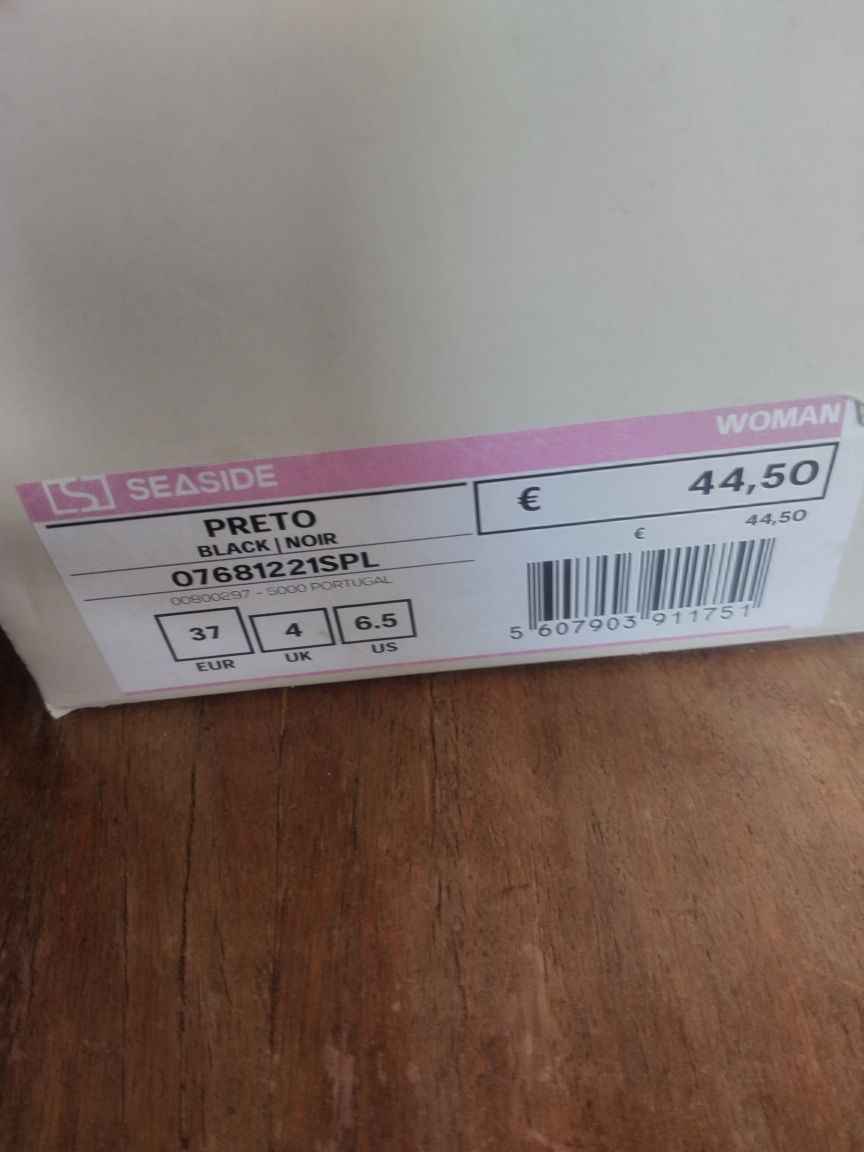 SEASIDE
WOMAN
PRETO
BLACK | NOIR
07681221SPL
00800297 - 5000 PORTUGAL
37
4
6.5
EUR
UK
US
€ 44,50
€ 44,50
5 607903 911751